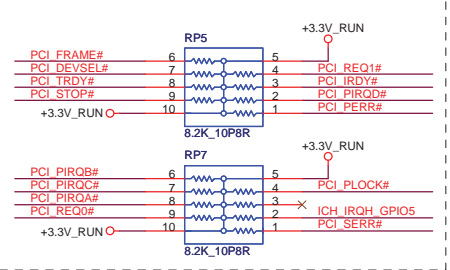 RP5
+3.3V_RUN
PCI_FRAME# 6 5
PCI_DEVSEL# 7 4 PCI_REQ1#
PCI_TRDY# 8 3 PCI_IRDY#
PCI_STOP# 9 2 PCI_PIRQD#
+3.3V_RUN 10 1 PCI_PERR#
8.2K_10P8R
RP7
+3.3V_RUN
PCI_PIRQB# 6 5
PCI_PIRQC# 7 4 PCI_PLOCK#
PCI_PIRQA# 8 3
PCI_REQ0# 9 2 ICH_IRQH_GPIO5
+3.3V_RUN 10 1 PCI_SERR#
8.2K_10P8R